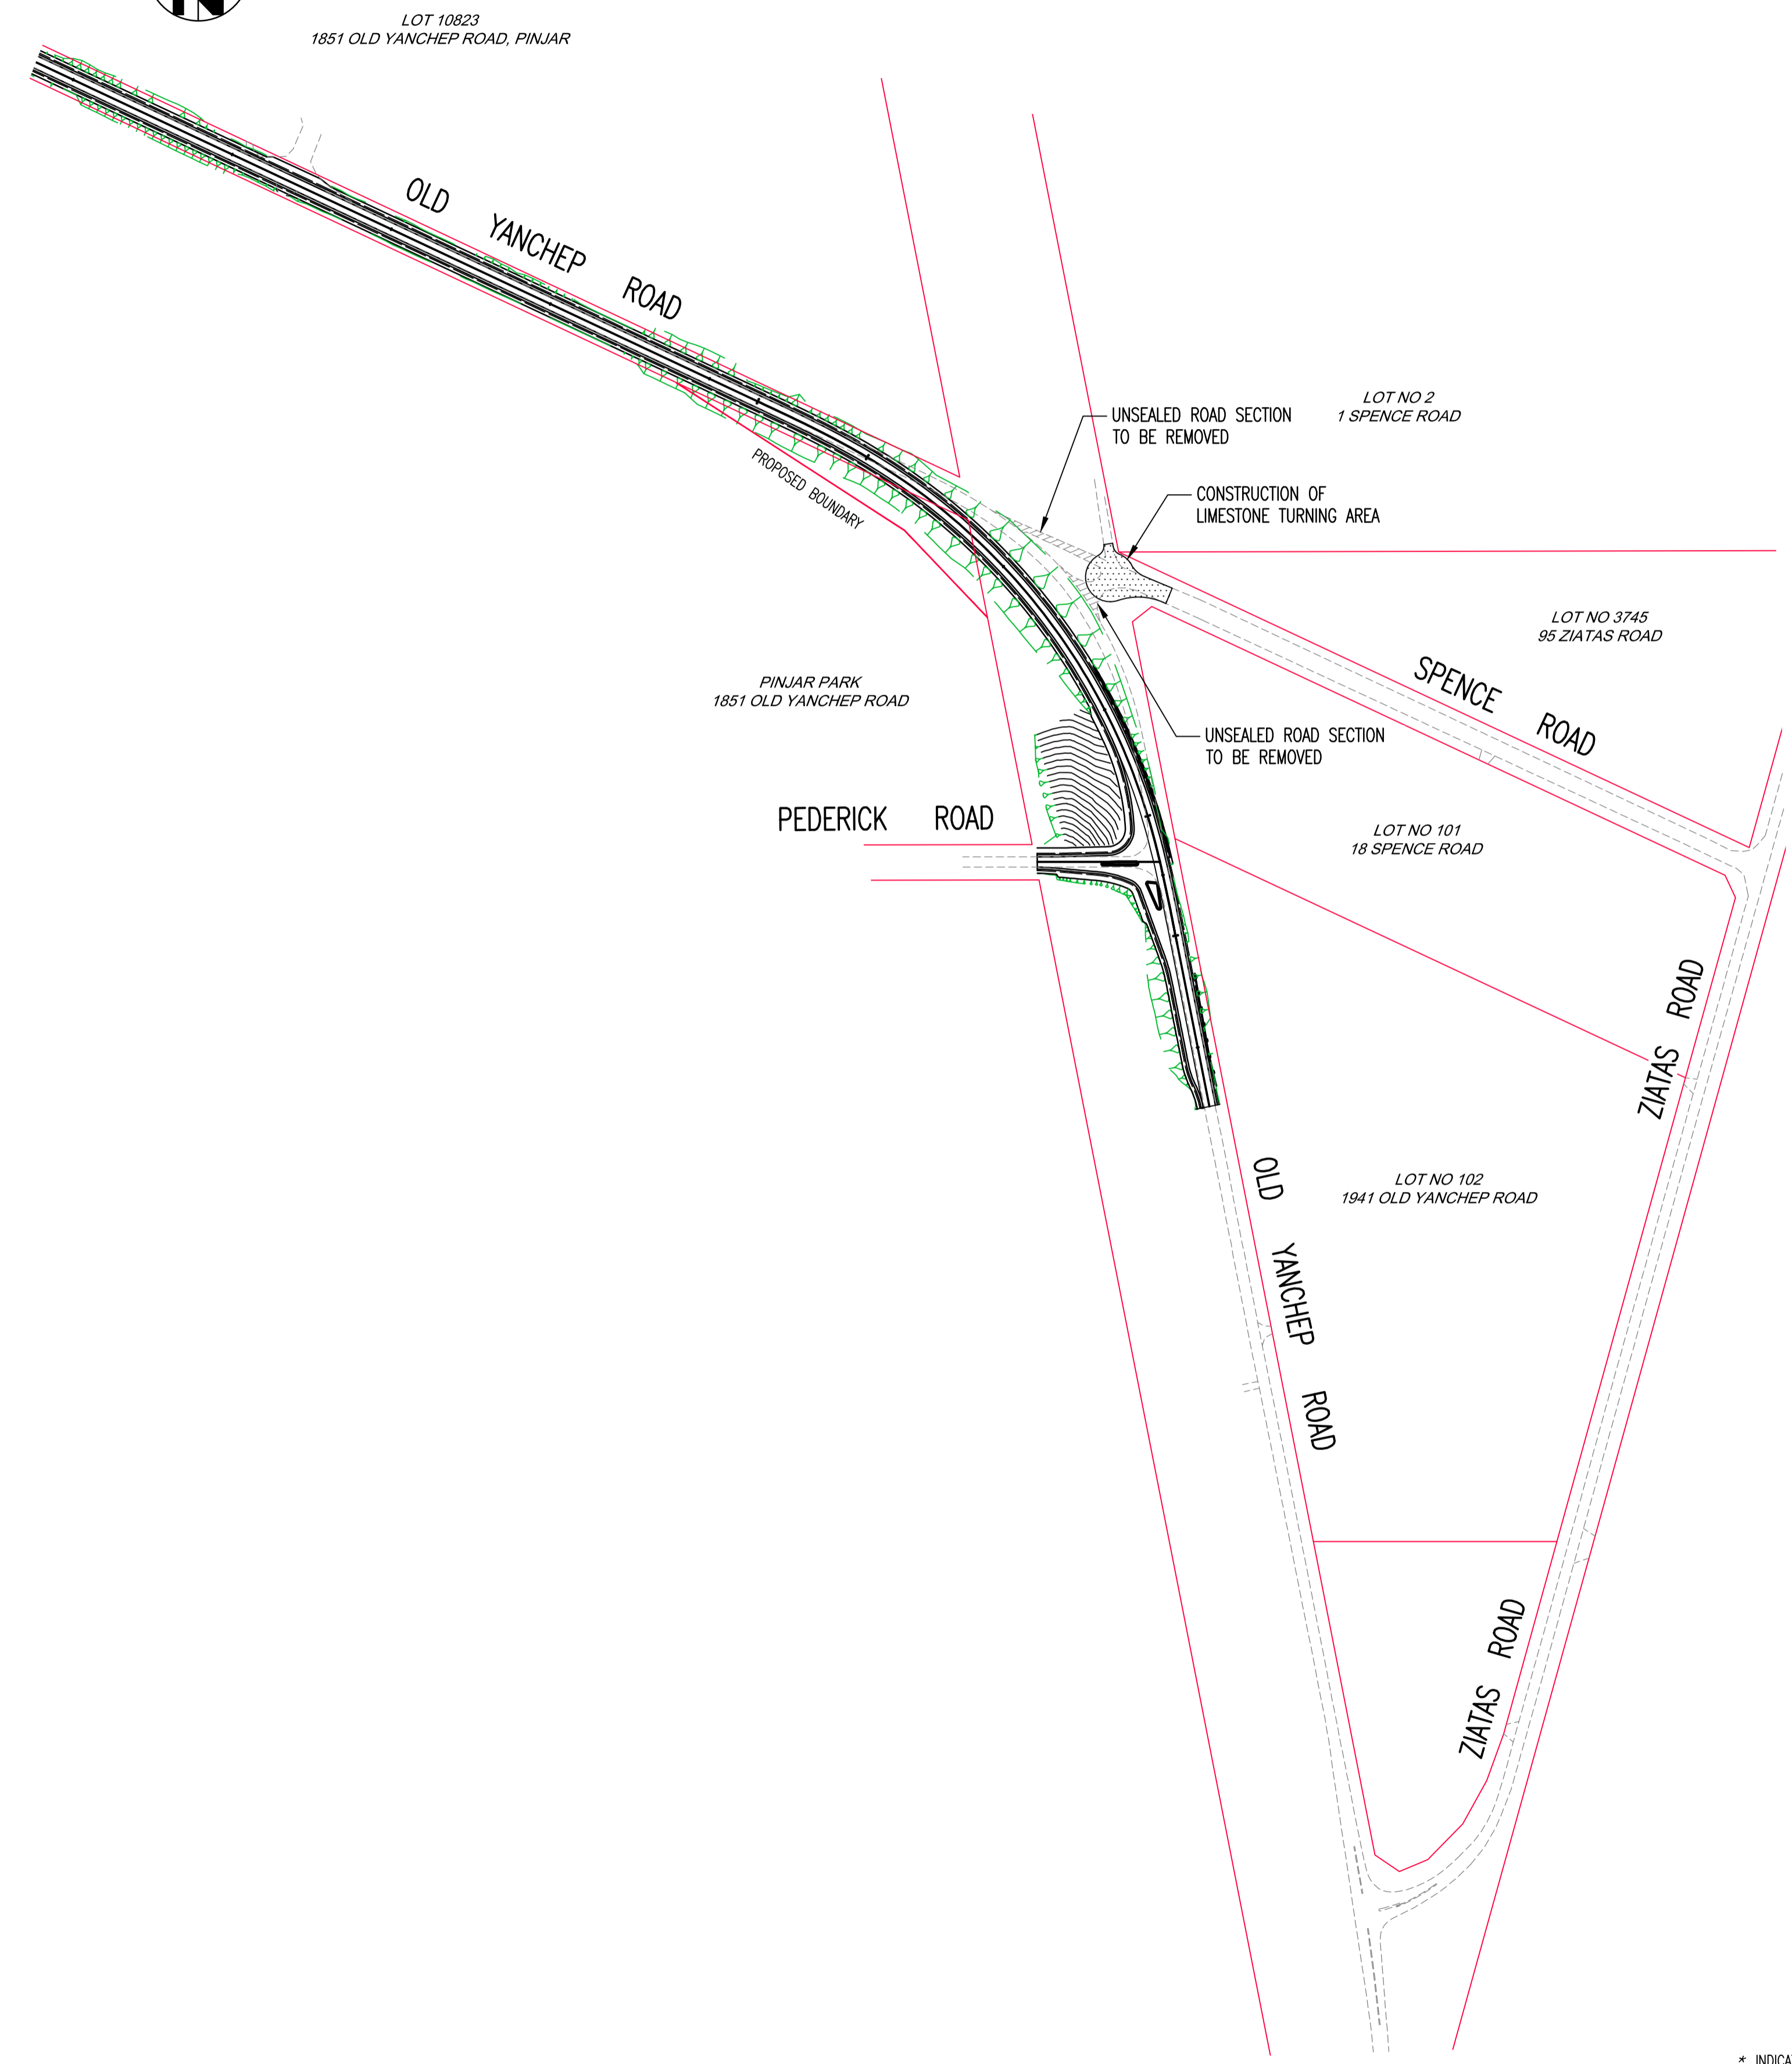 N
LOT 10823
1851 OLD YANCHEP ROAD, PINJAR
OLD YANCHEP ROAD
LOT NO 2
1 SPENCE ROAD
UNSEALED ROAD SECTION
TO BE REMOVED
PROPOSED BOUNDARY
CONSTRUCTION OF
LIMESTONE TURNING AREA
LOT NO 3745
95 ZIATAS ROAD
SPENCE ROAD
PINJAR PARK
1851 OLD YANCHEP ROAD
UNSEALED ROAD SECTION
TO BE REMOVED
PEDERICK ROAD
LOT NO 101
18 SPENCE ROAD
ZIATAS ROAD
LOT NO 102
1941 OLD YANCHEP ROAD
OLD YANCHEP ROAD
ZIATAS ROAD